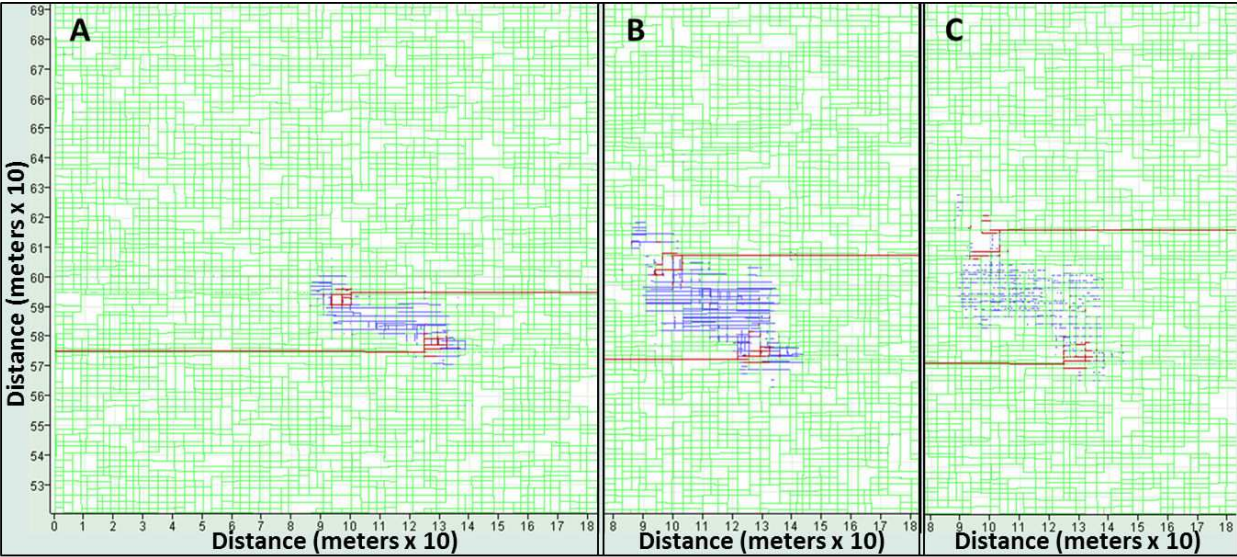 A
B
C
Distance (meters x 10)
69
68
67
66
65
64
63
62
61
60
59
58
57
56
55
54
53
0 1 2 3 4 5 6 7 8 9 10 11 12 13 14 15 16 17 18
8 9 10 11 12 13 14 15 16 17 18
8 9 10 11 12 13 14 15 16 17 18
Distance (meters x 10)
Distance (meters x 10)
Distance (meters x 10)